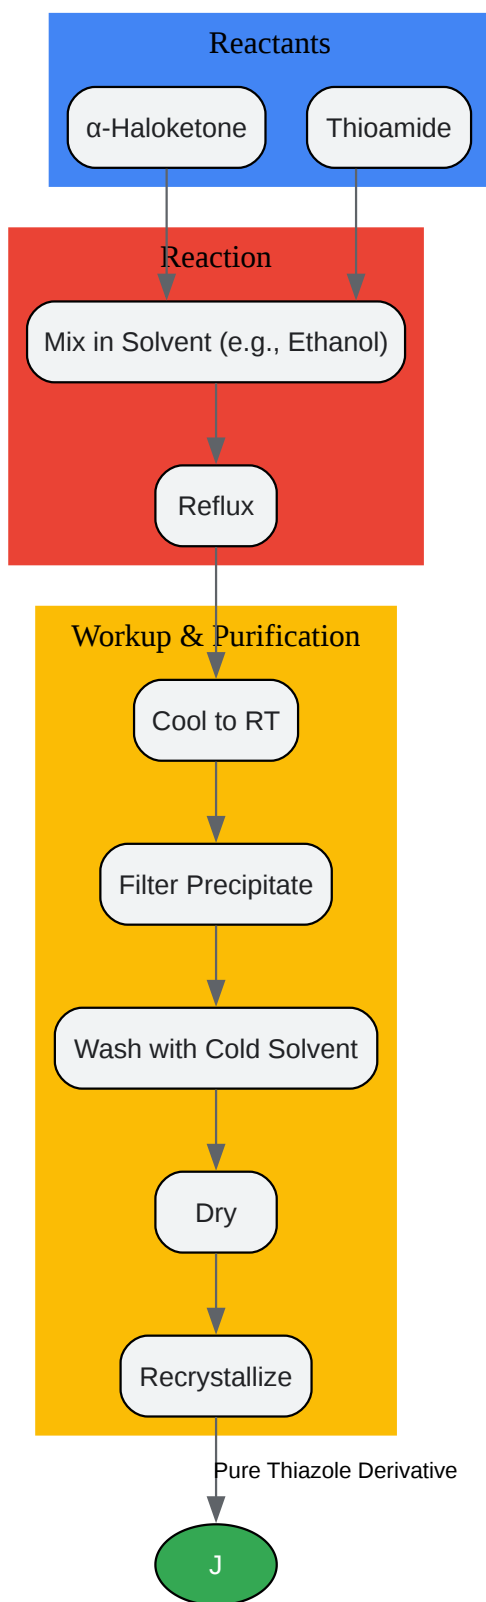 Reactants
α-Haloketone
Thioamide
Reaction
Mix in Solvent (e.g., Ethanol)
Reflux
Workup & Purification
Cool to RT
Filter Precipitate
Wash with Cold Solvent
Dry
Recrystallize
Pure Thiazole Derivative
J